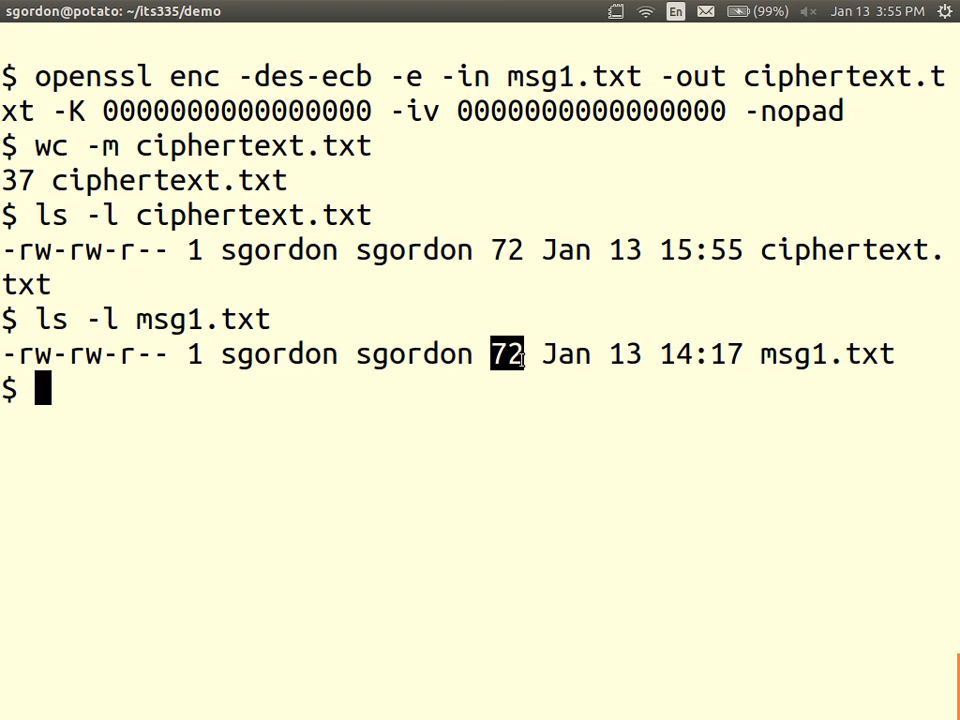 sgordon@potato: ~/its335/demo
En
(99%)
Jan 13 3:55 PM
$ openssl enc -des-ecb -e -in msg1.txt -out ciphertext.t
xt -K 0000000000000000 -iv 0000000000000000 -nopad
$ wc -m ciphertext.txt
37 ciphertext.txt
$ ls -l ciphertext.txt
-rw-rw-r-- 1 sgordon sgordon 72 Jan 13 15:55 ciphertext.
txt
$ ls -l msg1.txt
-rw-rw-r-- 1 sgordon sgordon 72 Jan 13 14:17 msg1.txt
$